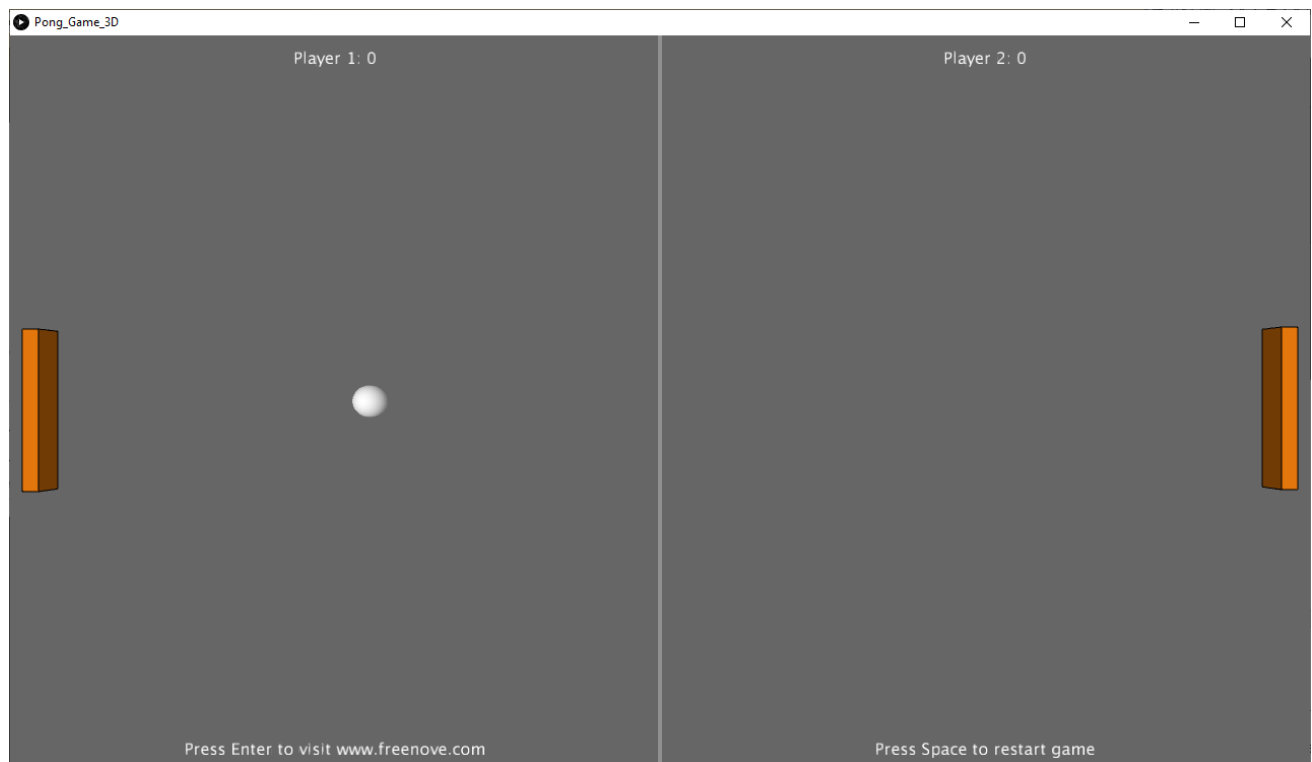 Pong_Game_3D
Player 1: 0
Player 2: 0
Press Enter to visit www.freenove.com
Press Space to restart game